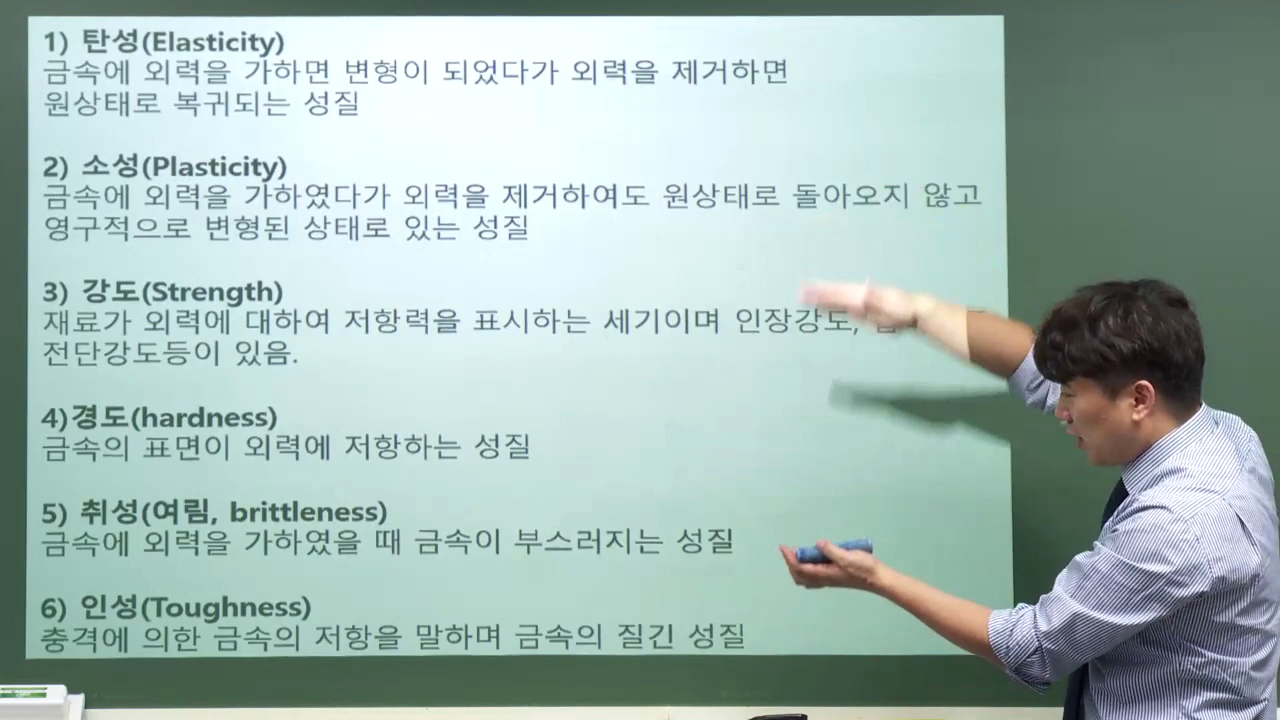 1) 탄성(Elasticity)
금속에 외력을 가하면 변형이 되었다가 외력을 제거하면
원상태로 복귀되는 성질
2) 소성(Plasticity)
금속에 외력을 가하였다가 외력을 제거하여도 원상태로 돌아오지 않고
영구적으로 변형된 상태로 있는 성질
3) 강도(Strength)
재료가 외력에 대하여 저항력을 표시하는 세기이며 인장강도,
전단강도등이 있음.
4)경도(hardness)
금속의 표면이 외력에 저항하는 성질
5) 취성(여림, brittleness)
금속에 외력을 가하였을 때 금속이 부스러지는 성질
6) 인성(Toughness)
충격에 의한 금속의 저항을 말하며 금속의 질긴 성질